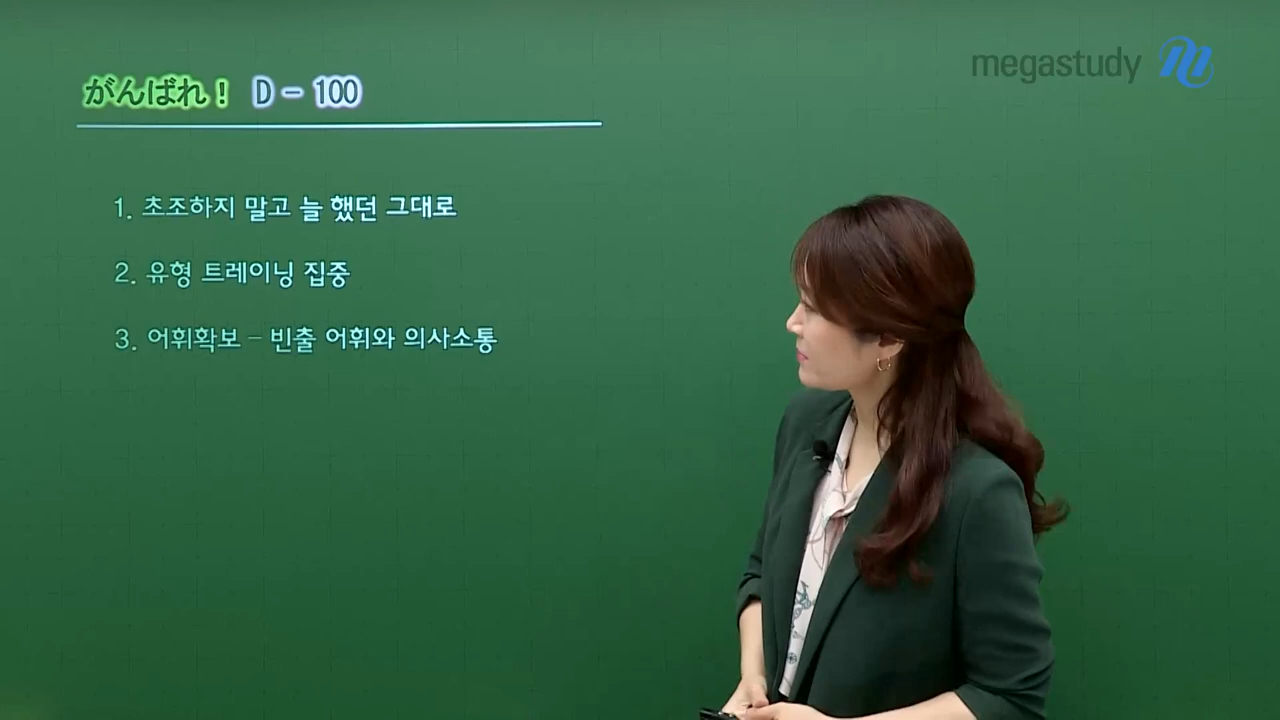 megastudy
がんばれ! D - 100
1. 초조하지 말고 늘 했던 그대로
2. 유형 트레이닝 집중
3. 어휘확보 - 빈출 어휘와 의사소통